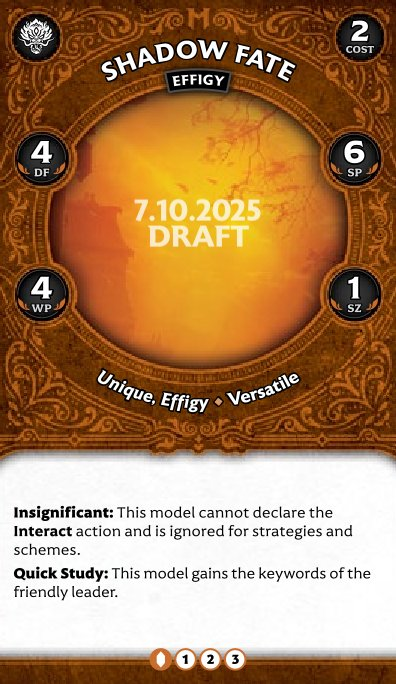 2
COST
SHADOW FATE
EFFIGY
4
DF
6
SP
7.10.2025
DRAFT
4
WP
1
SZ
Unique, Effigy • Versatile
Insignificant: This model cannot declare the
Interact action and is ignored for strategies and
schemes.
Quick Study: This model gains the keywords of the
friendly leader.
1 2 3